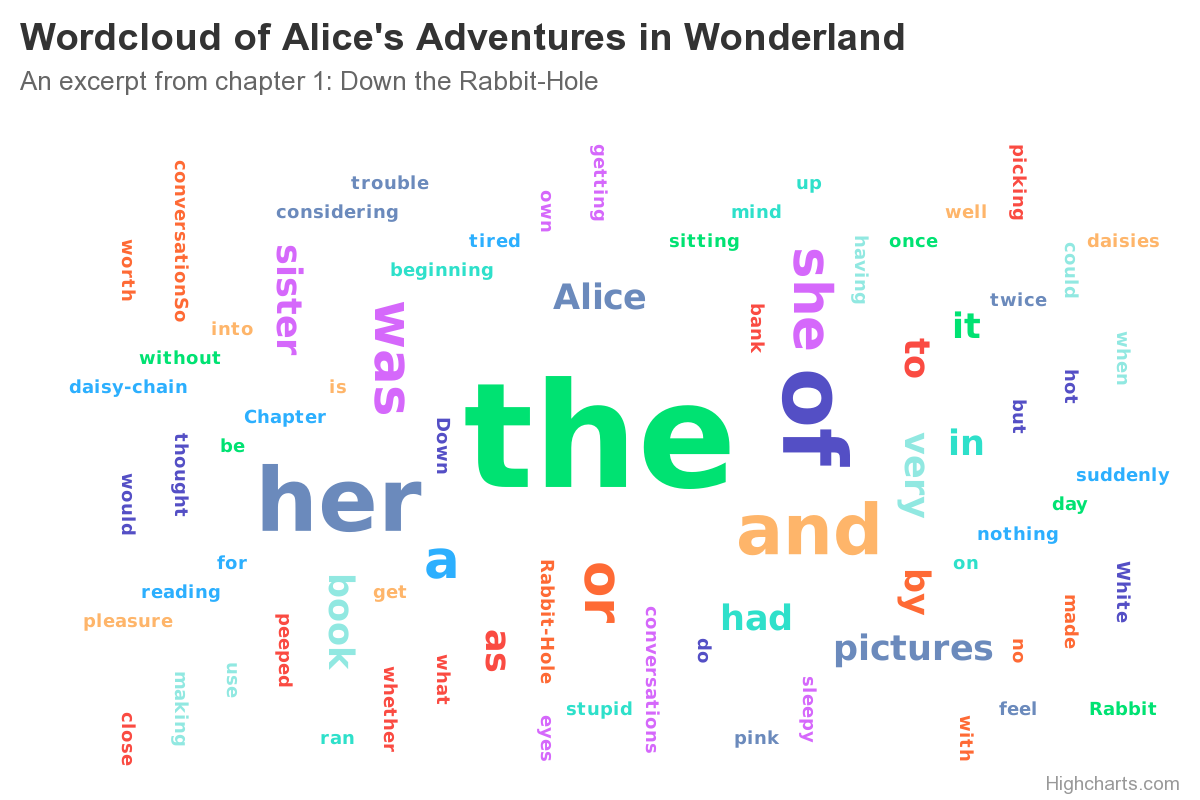 Wordcloud of Alice's Adventures in Wonderland
An excerpt from chapter 1: Down the Rabbit-Hole
getting
picking
conversationSo
trouble
up
own
considering
mind
well
worth
sister
tired
sitting
she
having
once
could
daisies
beginning
Alice
twice
was
into
bank
it
without
to
when
daisy-chain
is
the
of
hot
but
Chapter
Down
thought
be
very
in
would
her
suddenly
and
day
nothing
a
for
on
book
get
Rabbit-Hole
or
by
White
reading
pleasure
peeped
as
conversations
had
made
do
pictures
no
use
what
whether
making
sleepy
close
eyes
stupid
feel
Rabbit
ran
pink
with
Highcharts.com